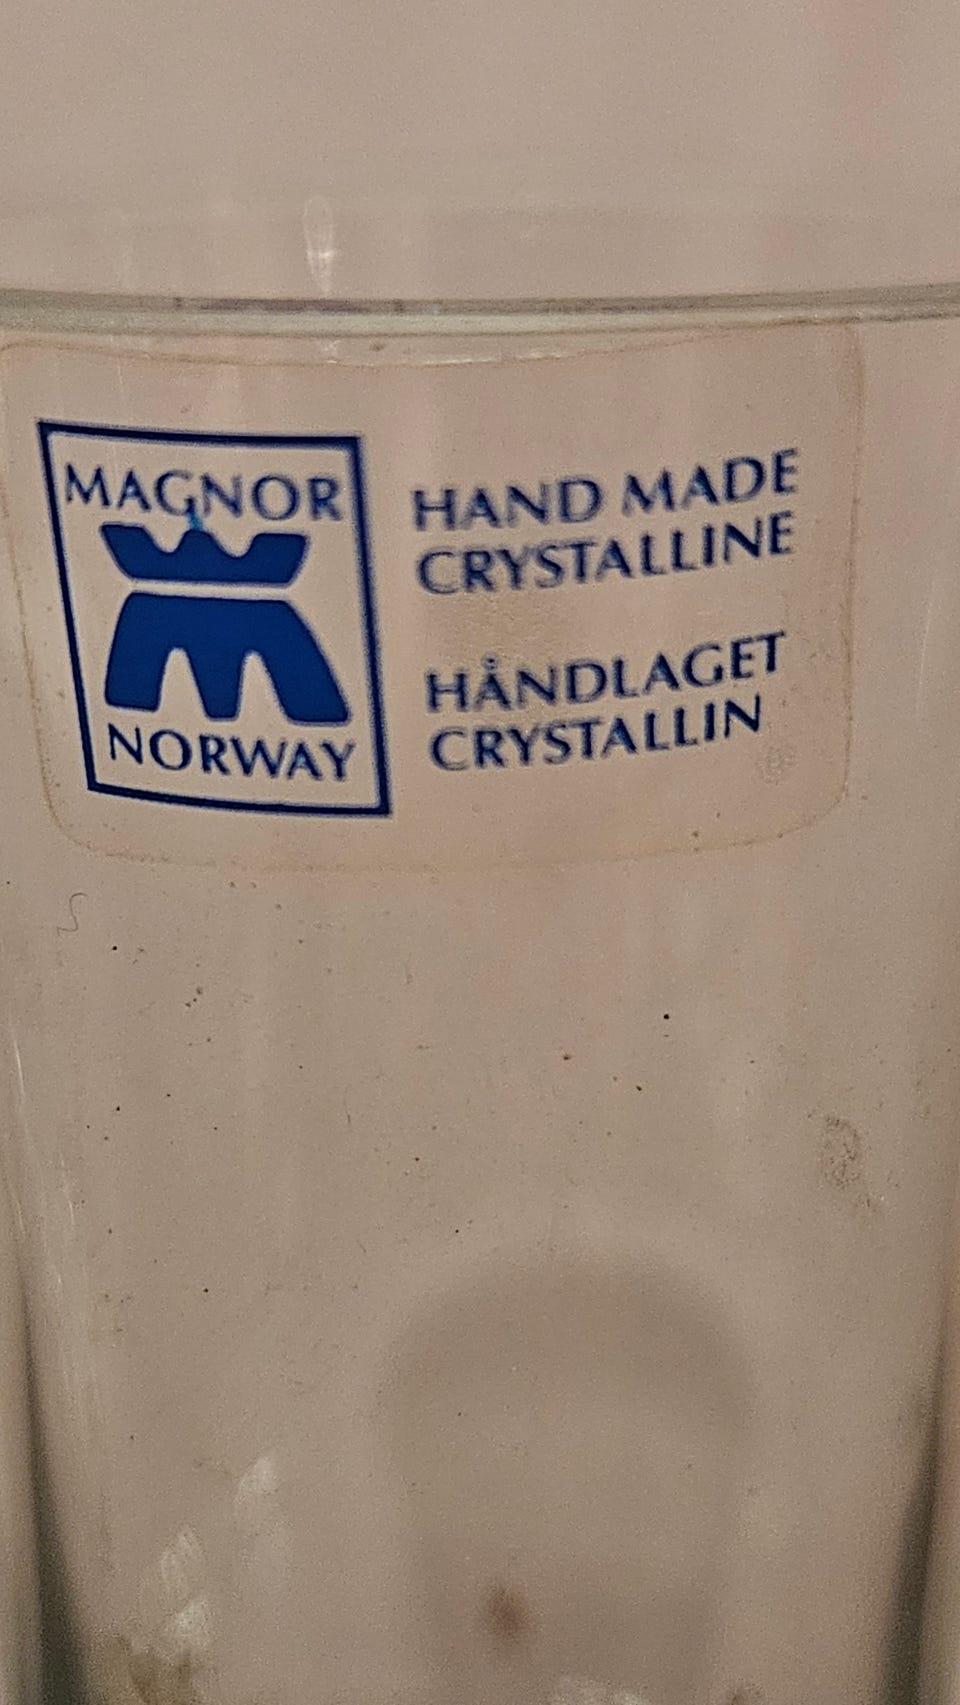 MAGNOR
NORWAY
HAND MADE
CRYSTALLINE
HÅNDLAGET
CRYSTALLIN